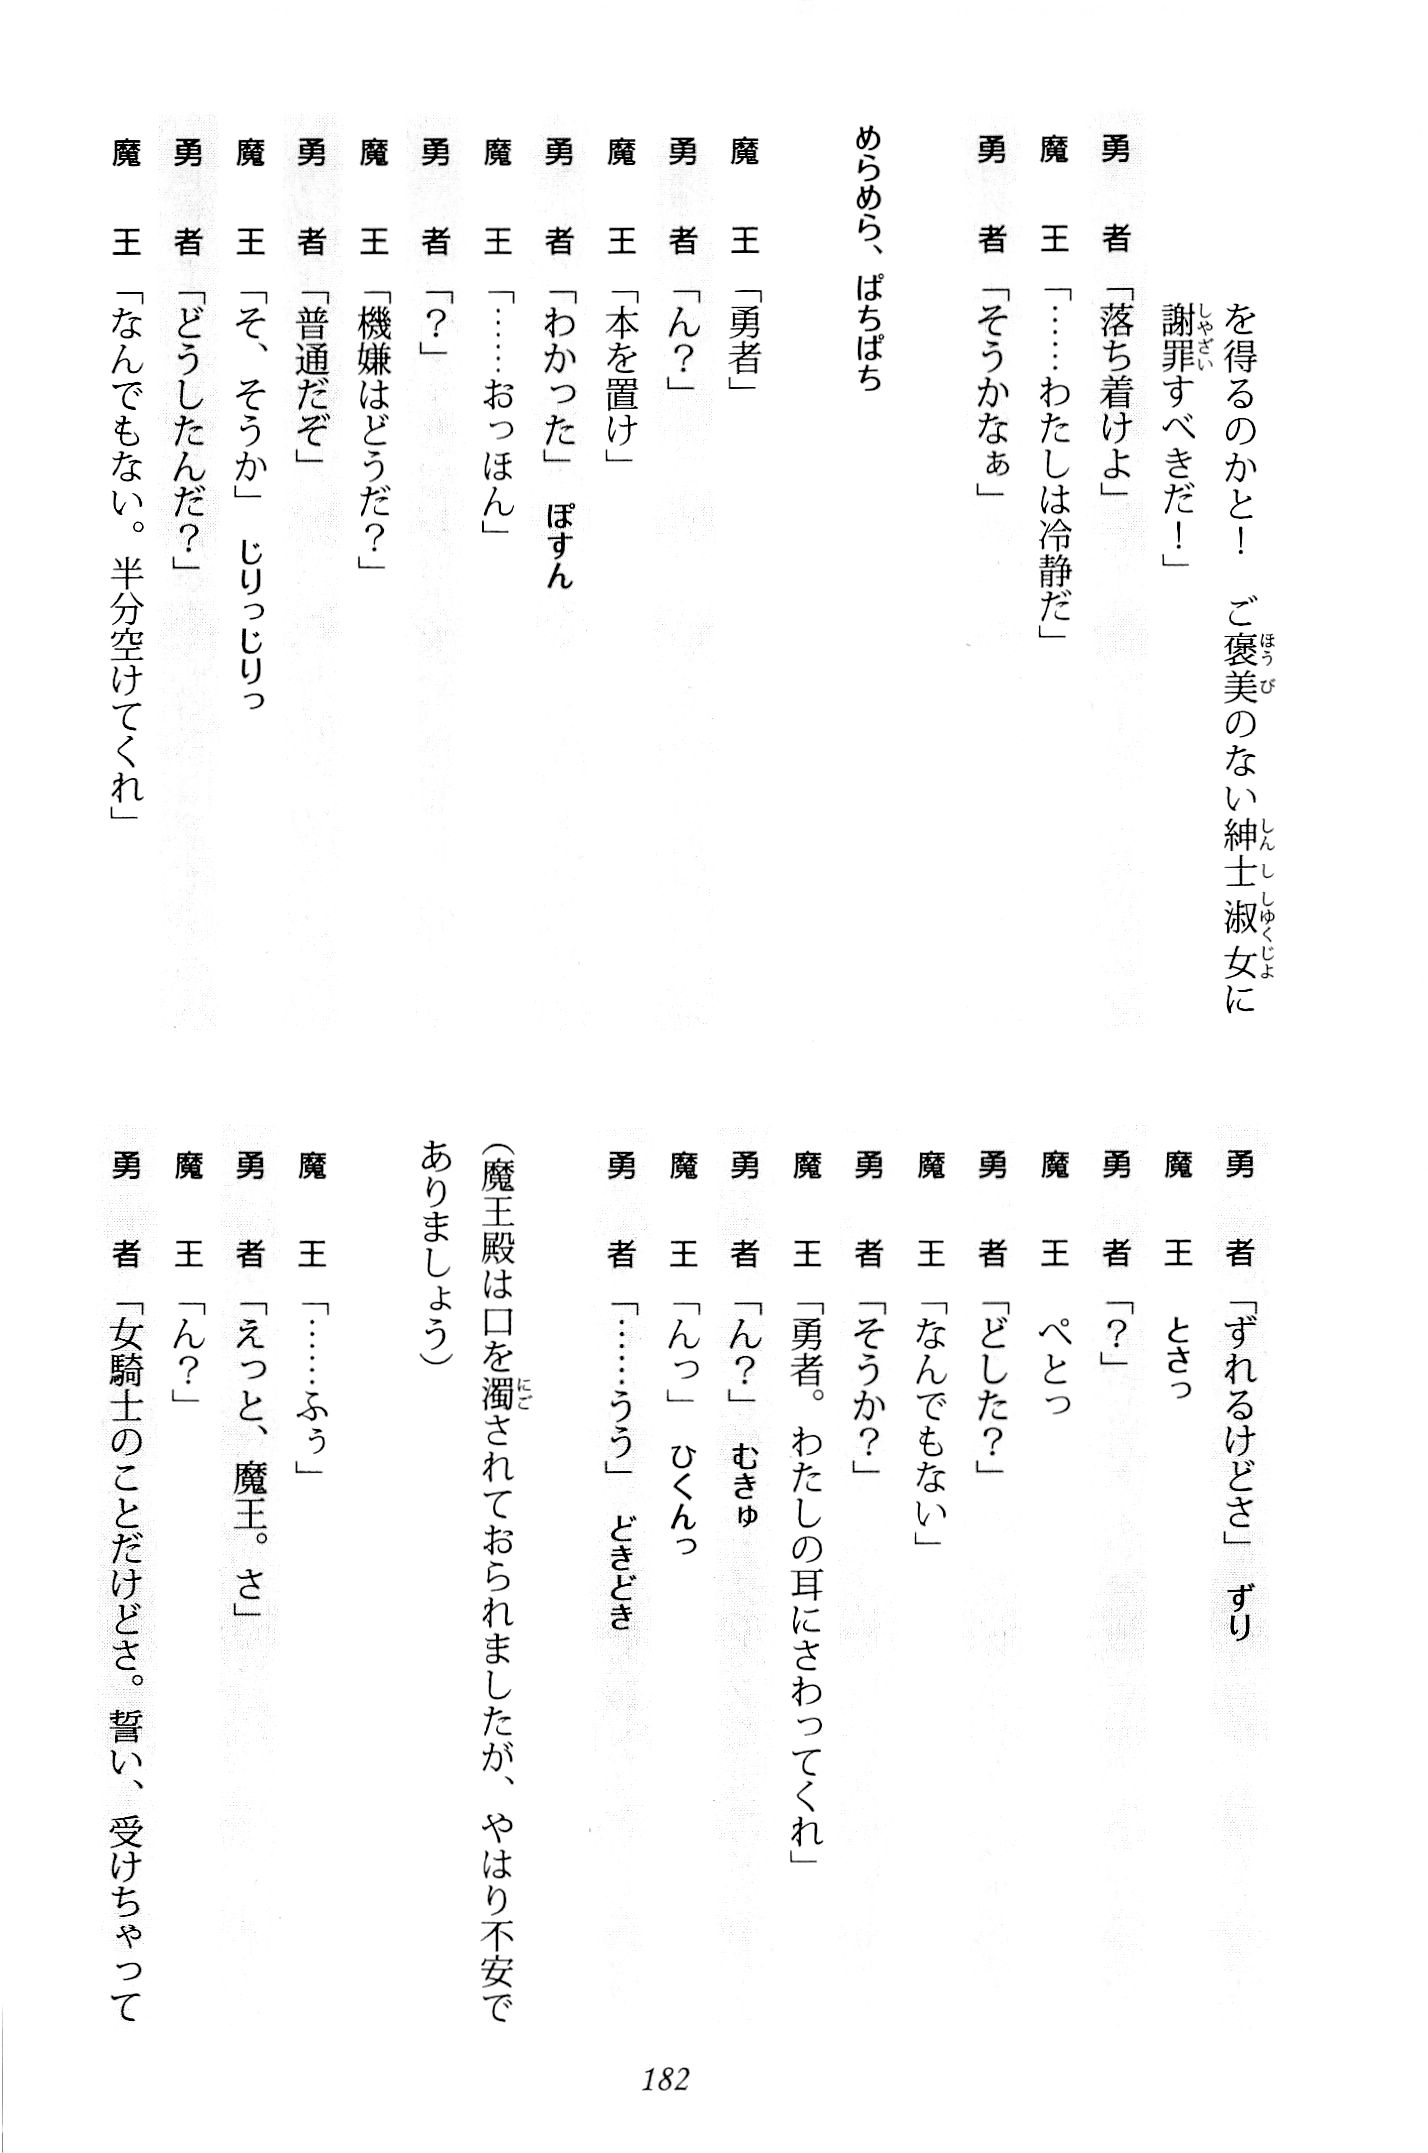 を得るのかと！　ご褒美のない紳士淑女に
謝罪すべきだ！」
勇者「落ち着けよ」
魔王「……わたしは冷静だ」
勇者「そうかなぁ」
めらめら、ぱちぱち
魔王「勇者」
勇者「ん？」
魔王「本を置け」
勇者「わかった」　ぽすん
魔王「……おっほん」
勇者「？」
魔王「機嫌はどうだ？」
勇者「普通だぞ」
魔王「そ、そうか」　じりっじりっ
勇者「どうしたんだ？」
魔王「なんでもない。半分空けてくれ」
勇者「ずれるけどさ」　ずり
魔王　とさっ
勇者「？」
魔王　ぺとっ
勇者「どした？」
魔王「なんでもない」
勇者「そうか？」
魔王「勇者。わたしの耳にさわってくれ」
勇者「ん？」　むきゅ
魔王「んっ」　ひくんっ
勇者「……うう」　どきどき
（魔王殿は口を濁されておられましたが、やはり不安で
ありましょう）
魔王「……ふぅ」
勇者「えっと、魔王。さ」
魔王「ん？」
勇者「女騎士のことだけどさ。誓い、受けちゃって
182